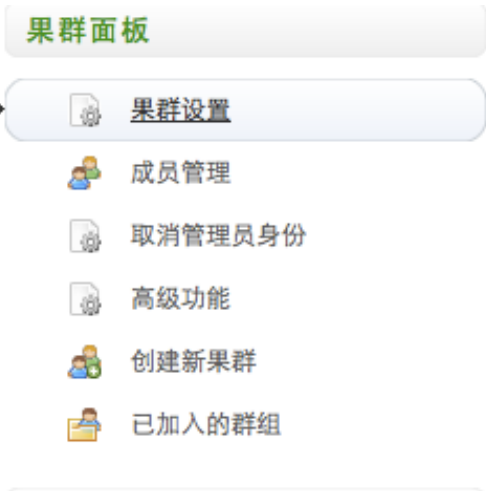 果群面板
果群设置
成员管理
取消管理员身份
高级功能
创建新果群
已加入的群组